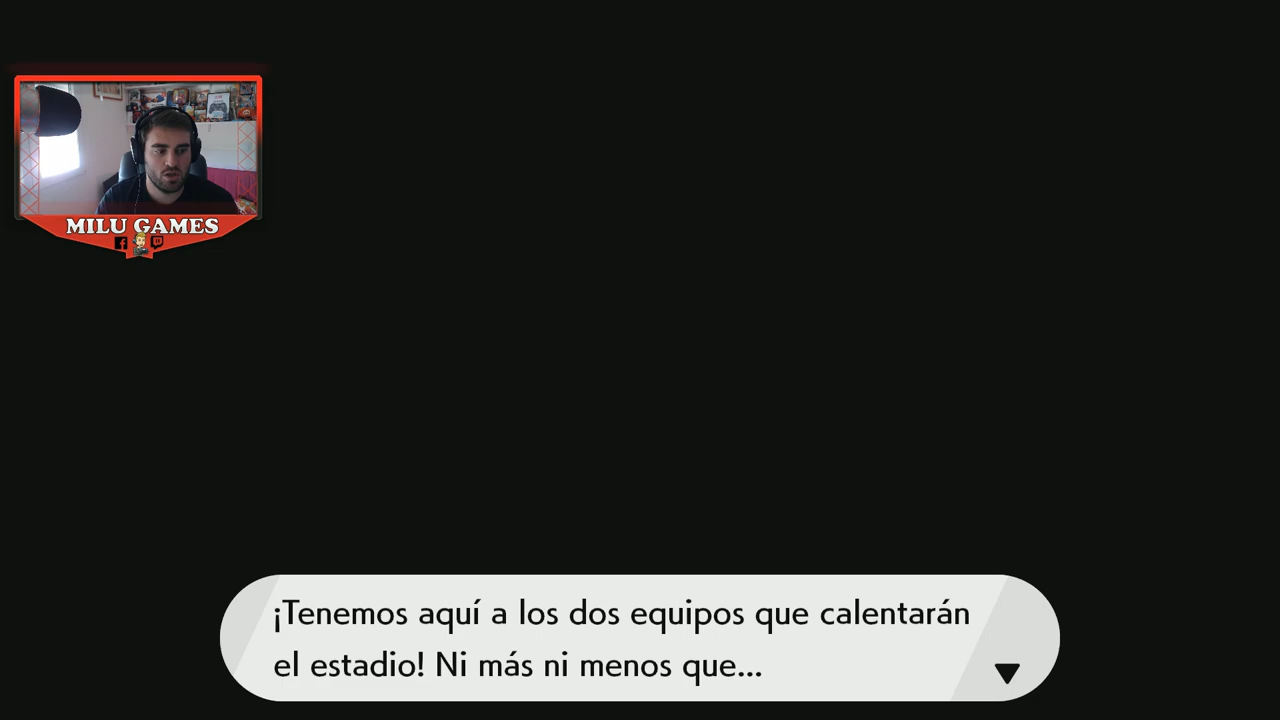 MILU GAMES
¡Tenemos aquí a los dos equipos que calentarán
el estadio! Ni más ni menos que...